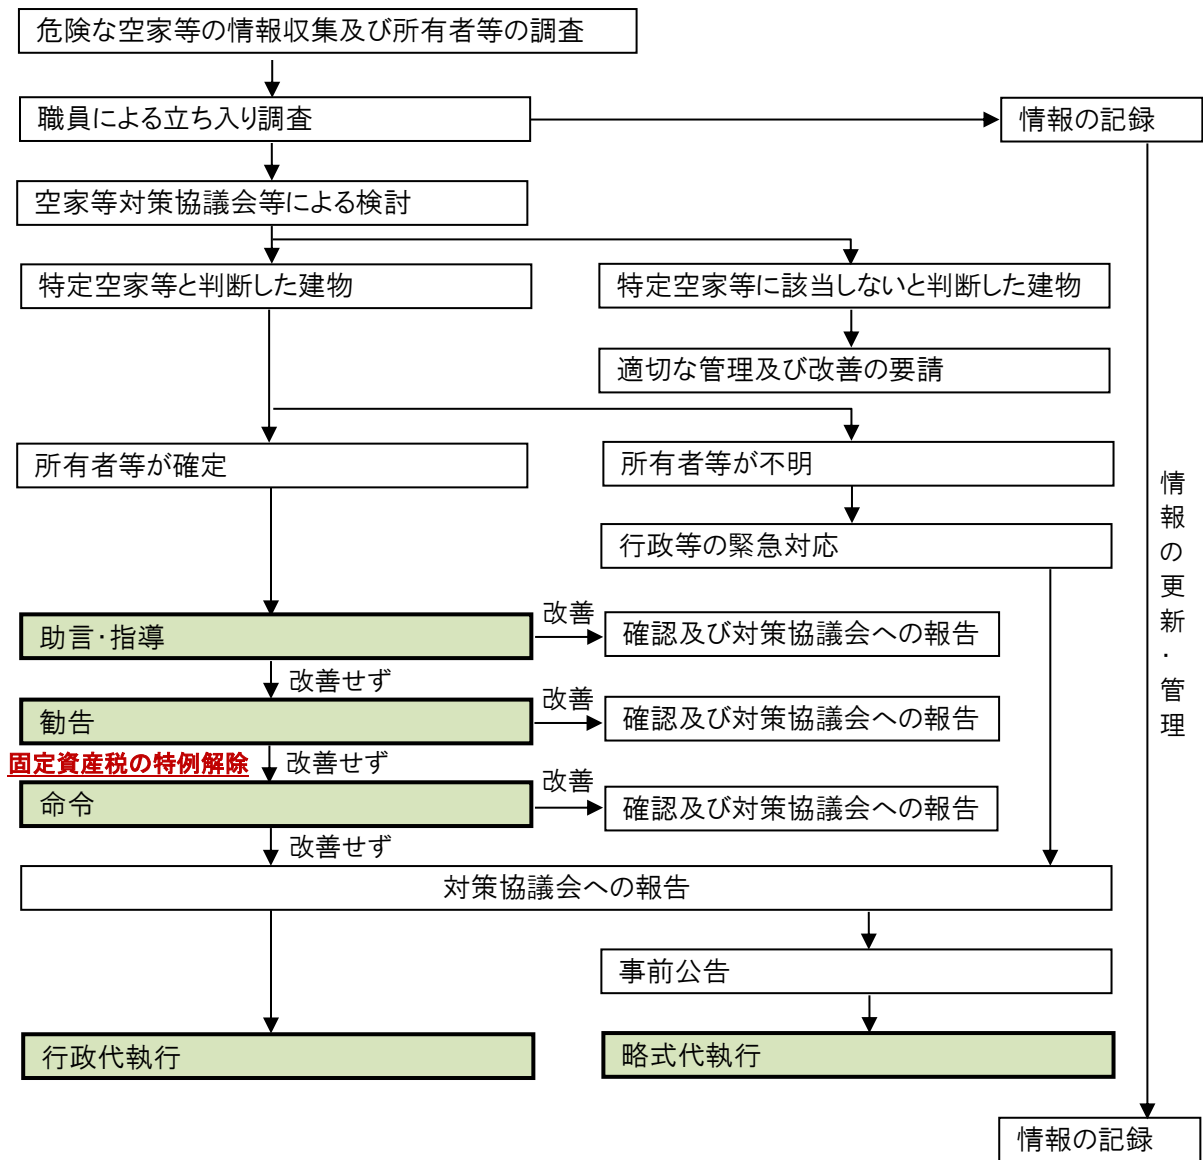 危険な空家等の情報収集及び所有者等の調査
職員による立ち入り調査
情報の記録
空家等対策協議会等による検討
特定空家等と判断した建物
特定空家等に該当しないと判断した建物
適切な管理及び改善の要請
所有者等が確定
所有者等が不明
行政等の緊急対応
情報の更新・管理
助言・指導
改善
確認及び対策協議会への報告
改善せず
勧告
改善
確認及び対策協議会への報告
固定資産税の特例解除
改善せず
命令
改善
確認及び対策協議会への報告
改善せず
対策協議会への報告
事前公告
行政代執行
略式代執行
情報の記録